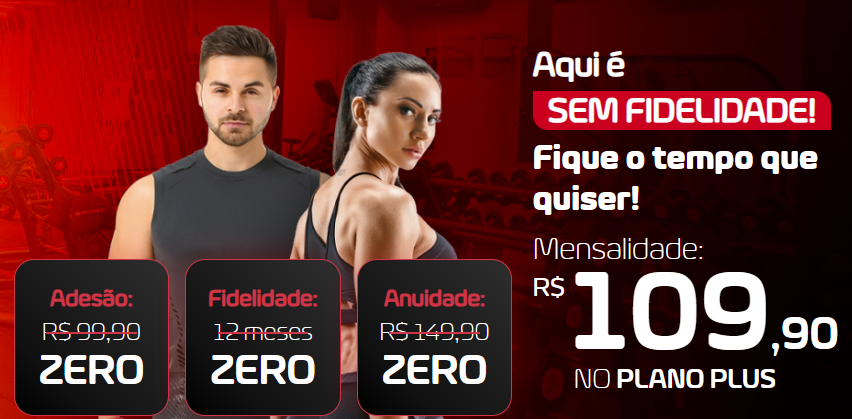 Aqui é
SEM FIDELIDADE!
Fique o tempo que
quiser!
Mensalidade:
R$ 109,90
NO PLANO PLUS
Adesão:
R$ 99,90
ZERO
Fidelidade:
12 meses
ZERO
Anuidade:
R$ 149,90
ZERO